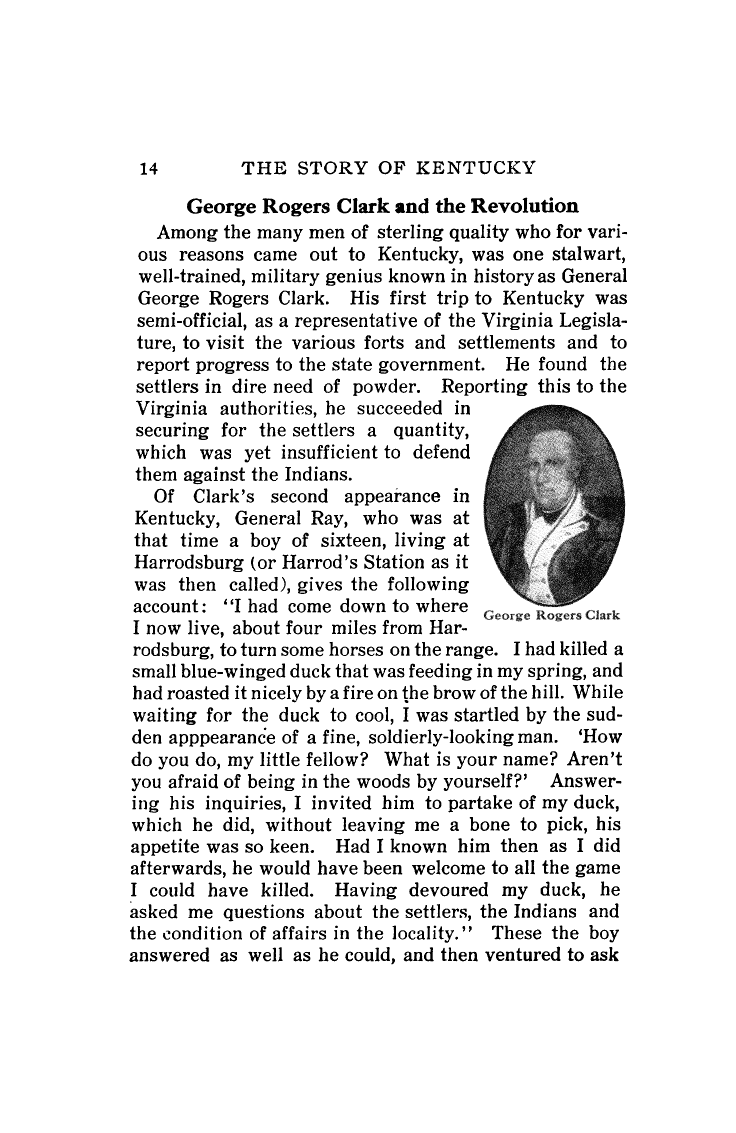 14 THE STORY OF KENTUCKY
George Rogers Clark and the Revolution
Among the many men of sterling quality who for vari-
ous reasons came out to Kentucky, was one stalwart,
well-trained, military genius known in history as General
George Rogers Clark. His first trip to Kentucky was
semi-official, as a representative of the Virginia Legisla-
ture, to visit the various forts and settlements and to
report progress to the state government. He found the
settlers in dire need of powder. Reporting this to the
Virginia authorities, he succeeded in
securing for the settlers a quantity,
which was yet insufficient to defend
them against the Indians.
Of Clark's second appearance in
Kentucky, General Ray, who was at
that time a boy of sixteen, living at
Harrodsburg (or Harrod's Station as it
was then called), gives the following
account: "I had come down to where
I now live, about four miles from Har-
George Rogers Clark
rodsburg, to turn some horses on the range. I had killed a
small blue-winged duck that was feeding in my spring, and
had roasted it nicely by a fire on the brow of the hill. While
waiting for the duck to cool, I was startled by the sud-
den apppearance of a fine, soldierly-looking man. 'How
do you do, my little fellow? What is your name? Aren't
you afraid of being in the woods by yourself?' Answer-
ing his inquiries, I invited him to partake of my duck,
which he did, without leaving me a bone to pick, his
appetite was so keen. Had I known him then as I did
afterwards, he would have been welcome to all the game
I could have killed. Having devoured my duck, he
asked me questions about the settlers, the Indians and
the condition of affairs in the locality." These the boy
answered as well as he could, and then ventured to ask